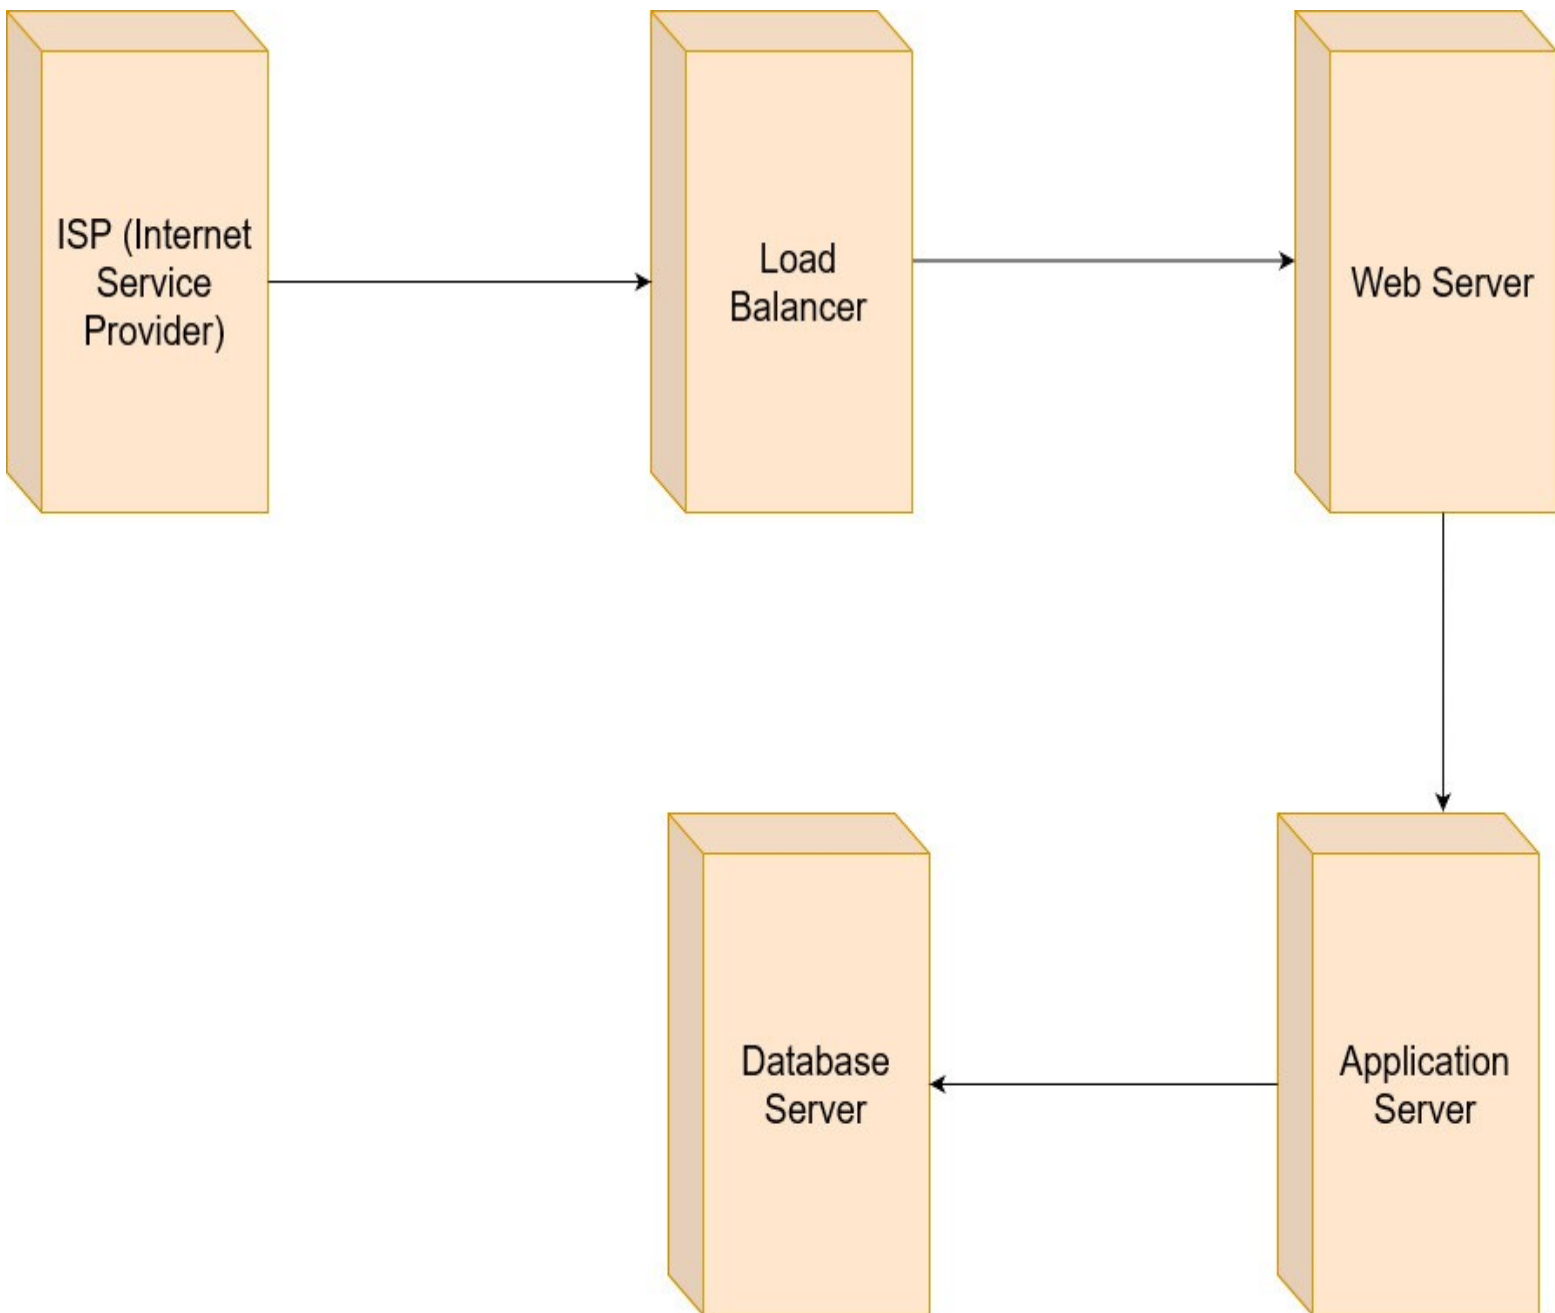 ISP (Internet
Service
Provider)
Load
Balancer
Web Server
Database
Server
Application
Server